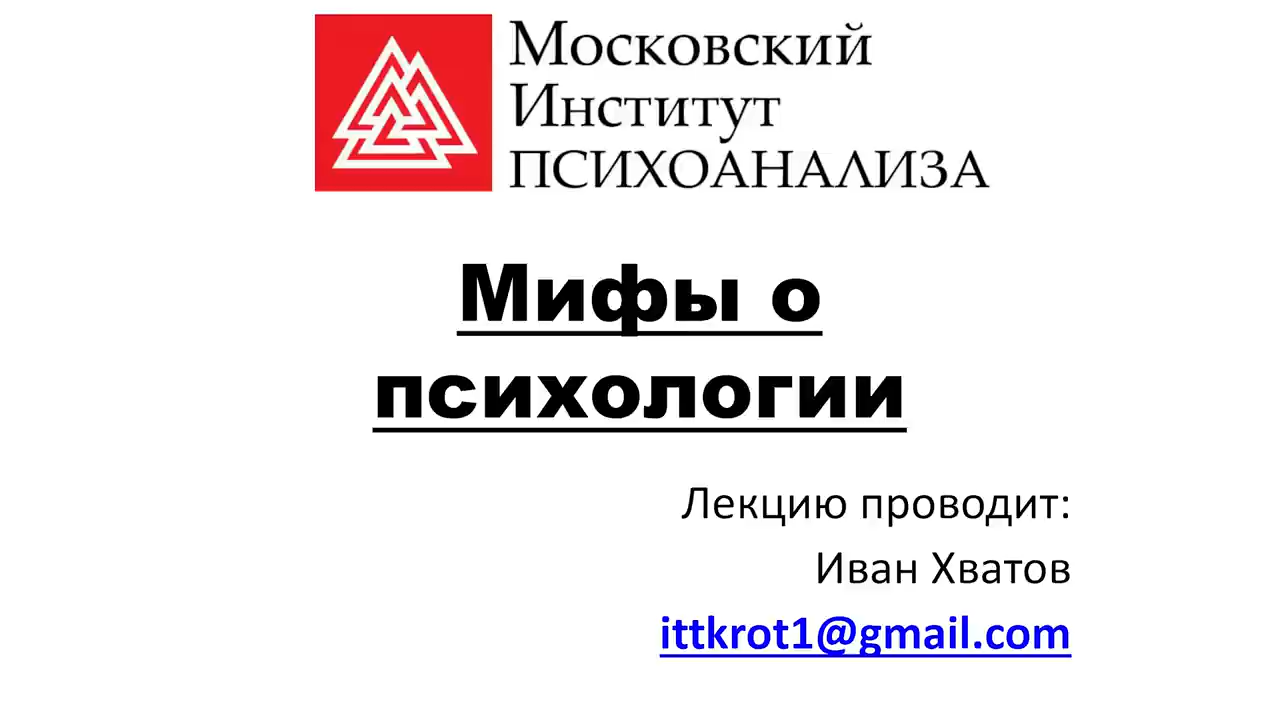 Московский
Институт
ПСИХОАНАЛИЗА
Мифы о
психологии
Лекцию проводит:
Иван Хватов
ittkrot1@gmail.com